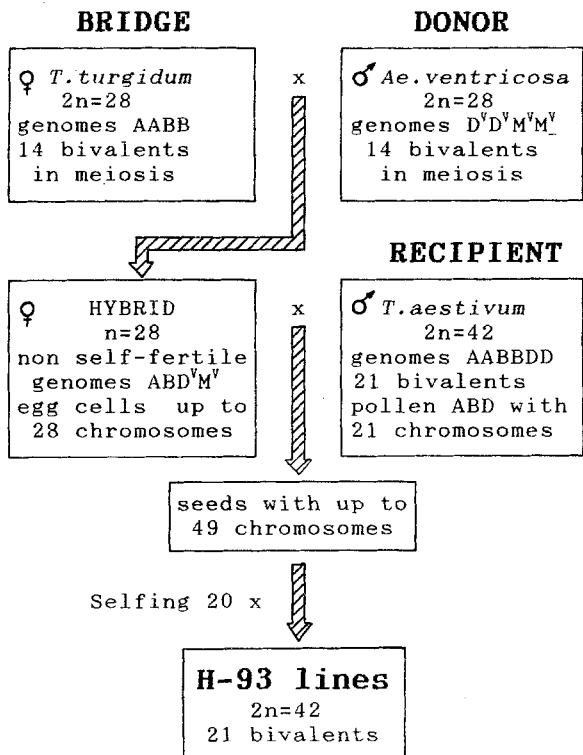 BRIDGE
♀ T.turgidum
2n=28
genomes AABB
14 bivalents
in meiosis
x
DONOR
♂ Ae.ventricosa
2n=28
genomes DᵛDᵛMᵛMᵛ
14 bivalents
in meiosis
♀ HYBRID
n=28
non self-fertile
genomes ABDᵛMᵛ
egg cells up to
28 chromosomes
x
RECIPIENT
♂ T.aestivum
2n=42
genomes AABBDD
21 bivalents
pollen ABD with
21 chromosomes
seeds with up to
49 chromosomes
Selfing 20 x
H-93 lines
2n=42
21 bivalents